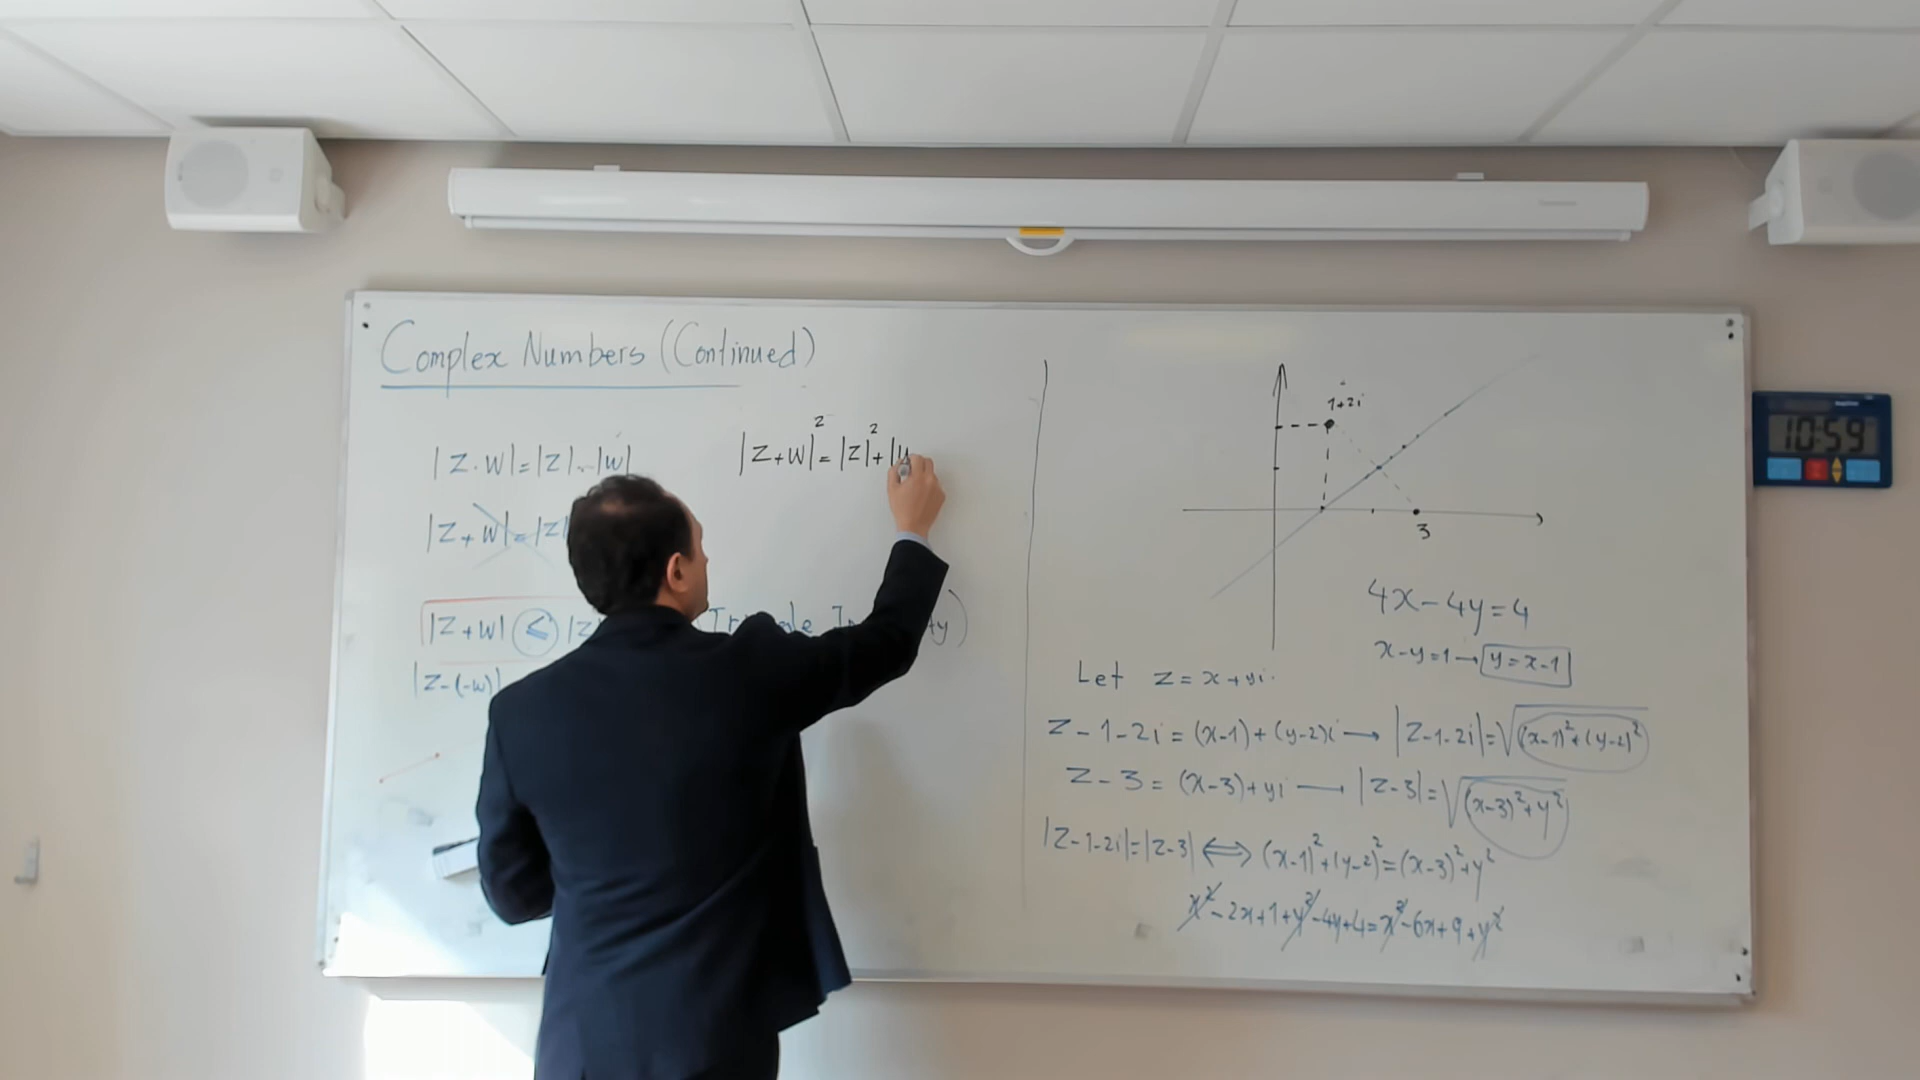 Complex Numbers (Continued)
|z·w|=|z|·|w|
|z+w|=|z|
|z+w| ≤ |z
|z-(-w)|
|z+w|²=|z|²+|w
1+2i
3
4x-4y=4
x-y=1→ y=x-1
Let z=x+yi.
z-1-2i=(x-1)+(y-2)i → |z-1-2i|=√(x-1)²+(y-2)²
z-3=(x-3)+yi → |z-3|=√(x-3)²+y²
|z-1-2i|=|z-3| ⟺ (x-1)²+(y-2)²=(x-3)²+y²
x²-2x+1+y²-4y+4=x²-6x+9+y²
10:59